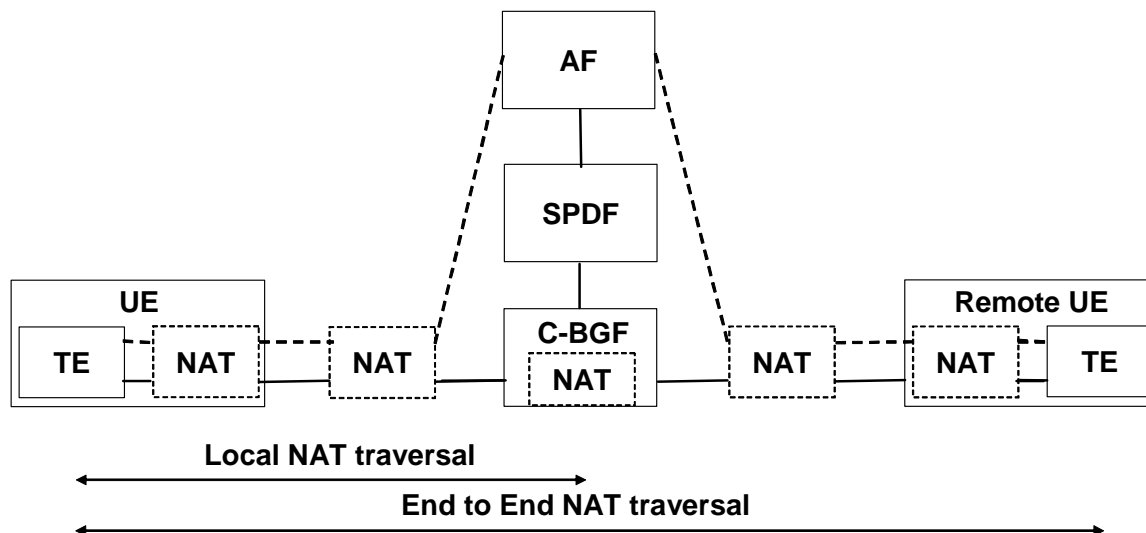 AF
SPDF
UE
C-BGF
Remote UE
TE
NAT
NAT
NAT
NAT
NAT
TE
Local NAT traversal
End to End NAT traversal